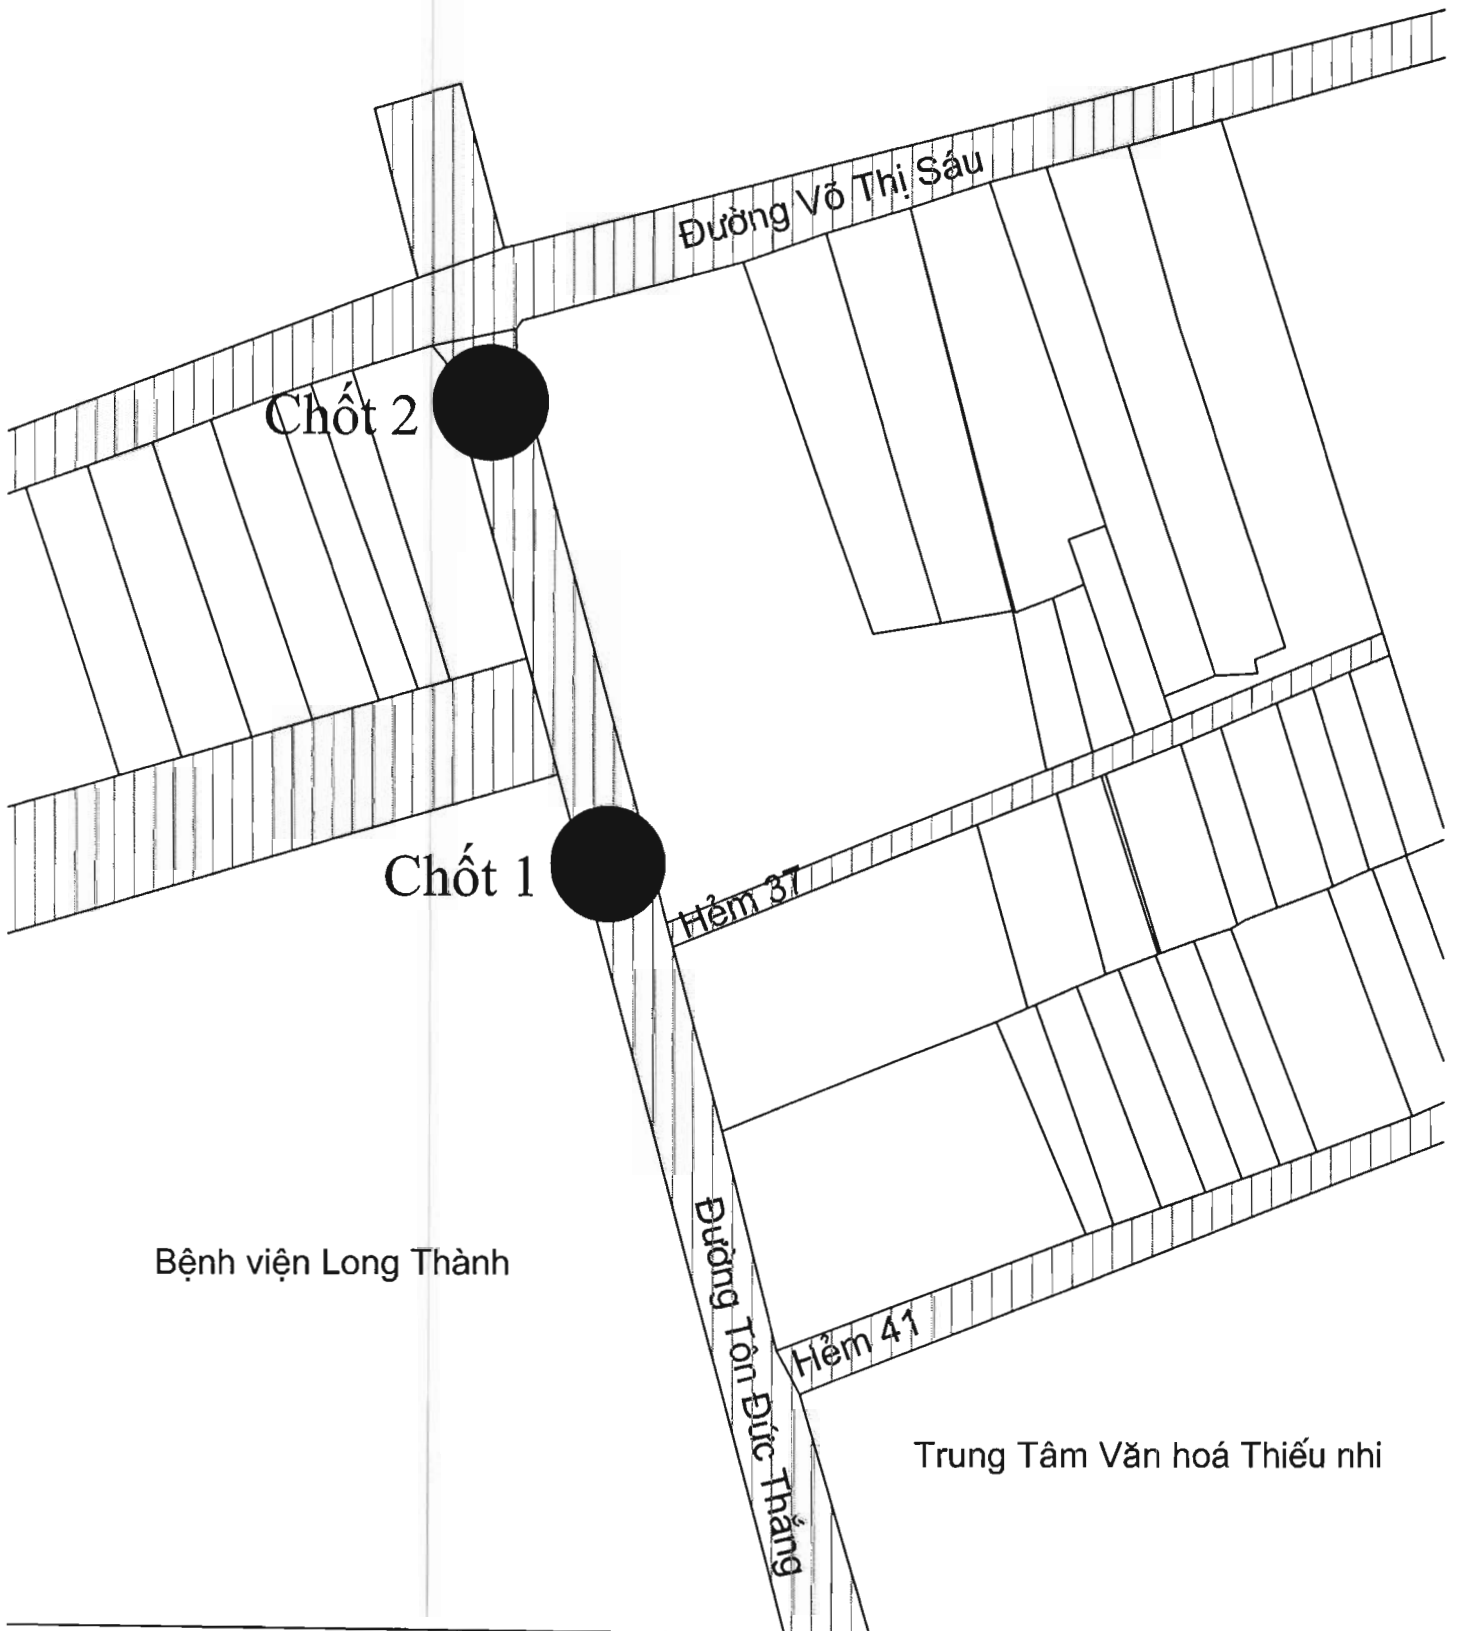 Đường Võ Thị Sáu
Chốt 2
Chốt 1
Hẻm 37
Đường Tôn Đức Thắng
Bệnh viện Long Thành
Hẻm 41
Trung Tâm Văn hoá Thiếu nhi